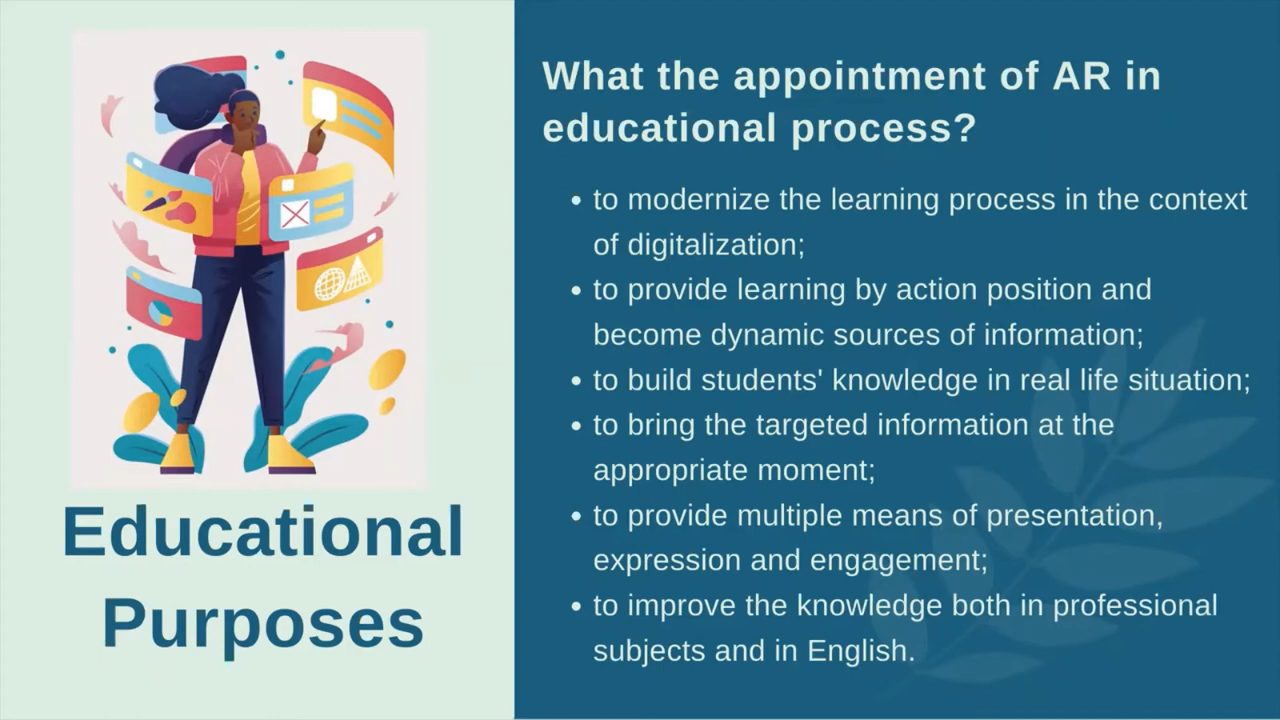 Educational
Purposes
What the appointment of AR in
educational process?
• to modernize the learning process in the context
of digitalization;
• to provide learning by action position and
become dynamic sources of information;
• to build students' knowledge in real life situation;
• to bring the targeted information at the
appropriate moment;
• to provide multiple means of presentation,
expression and engagement;
• to improve the knowledge both in professional
subjects and in English.